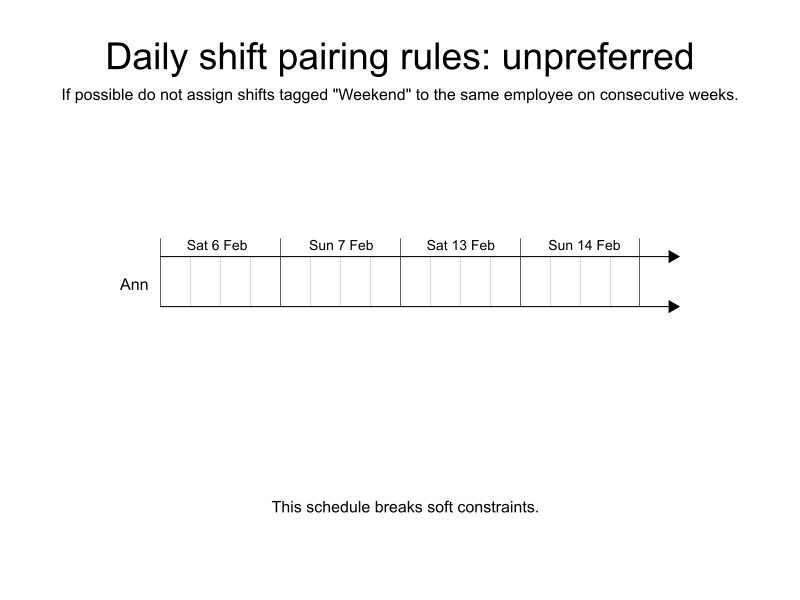 Daily shift pairing rules: unpreferred
If possible do not assign shifts tagged "Weekend" to the same employee on consecutive weeks.
Sat 6 Feb Sun 7 Feb Sat 13 Feb Sun 14 Feb
Ann
This schedule breaks soft constraints.